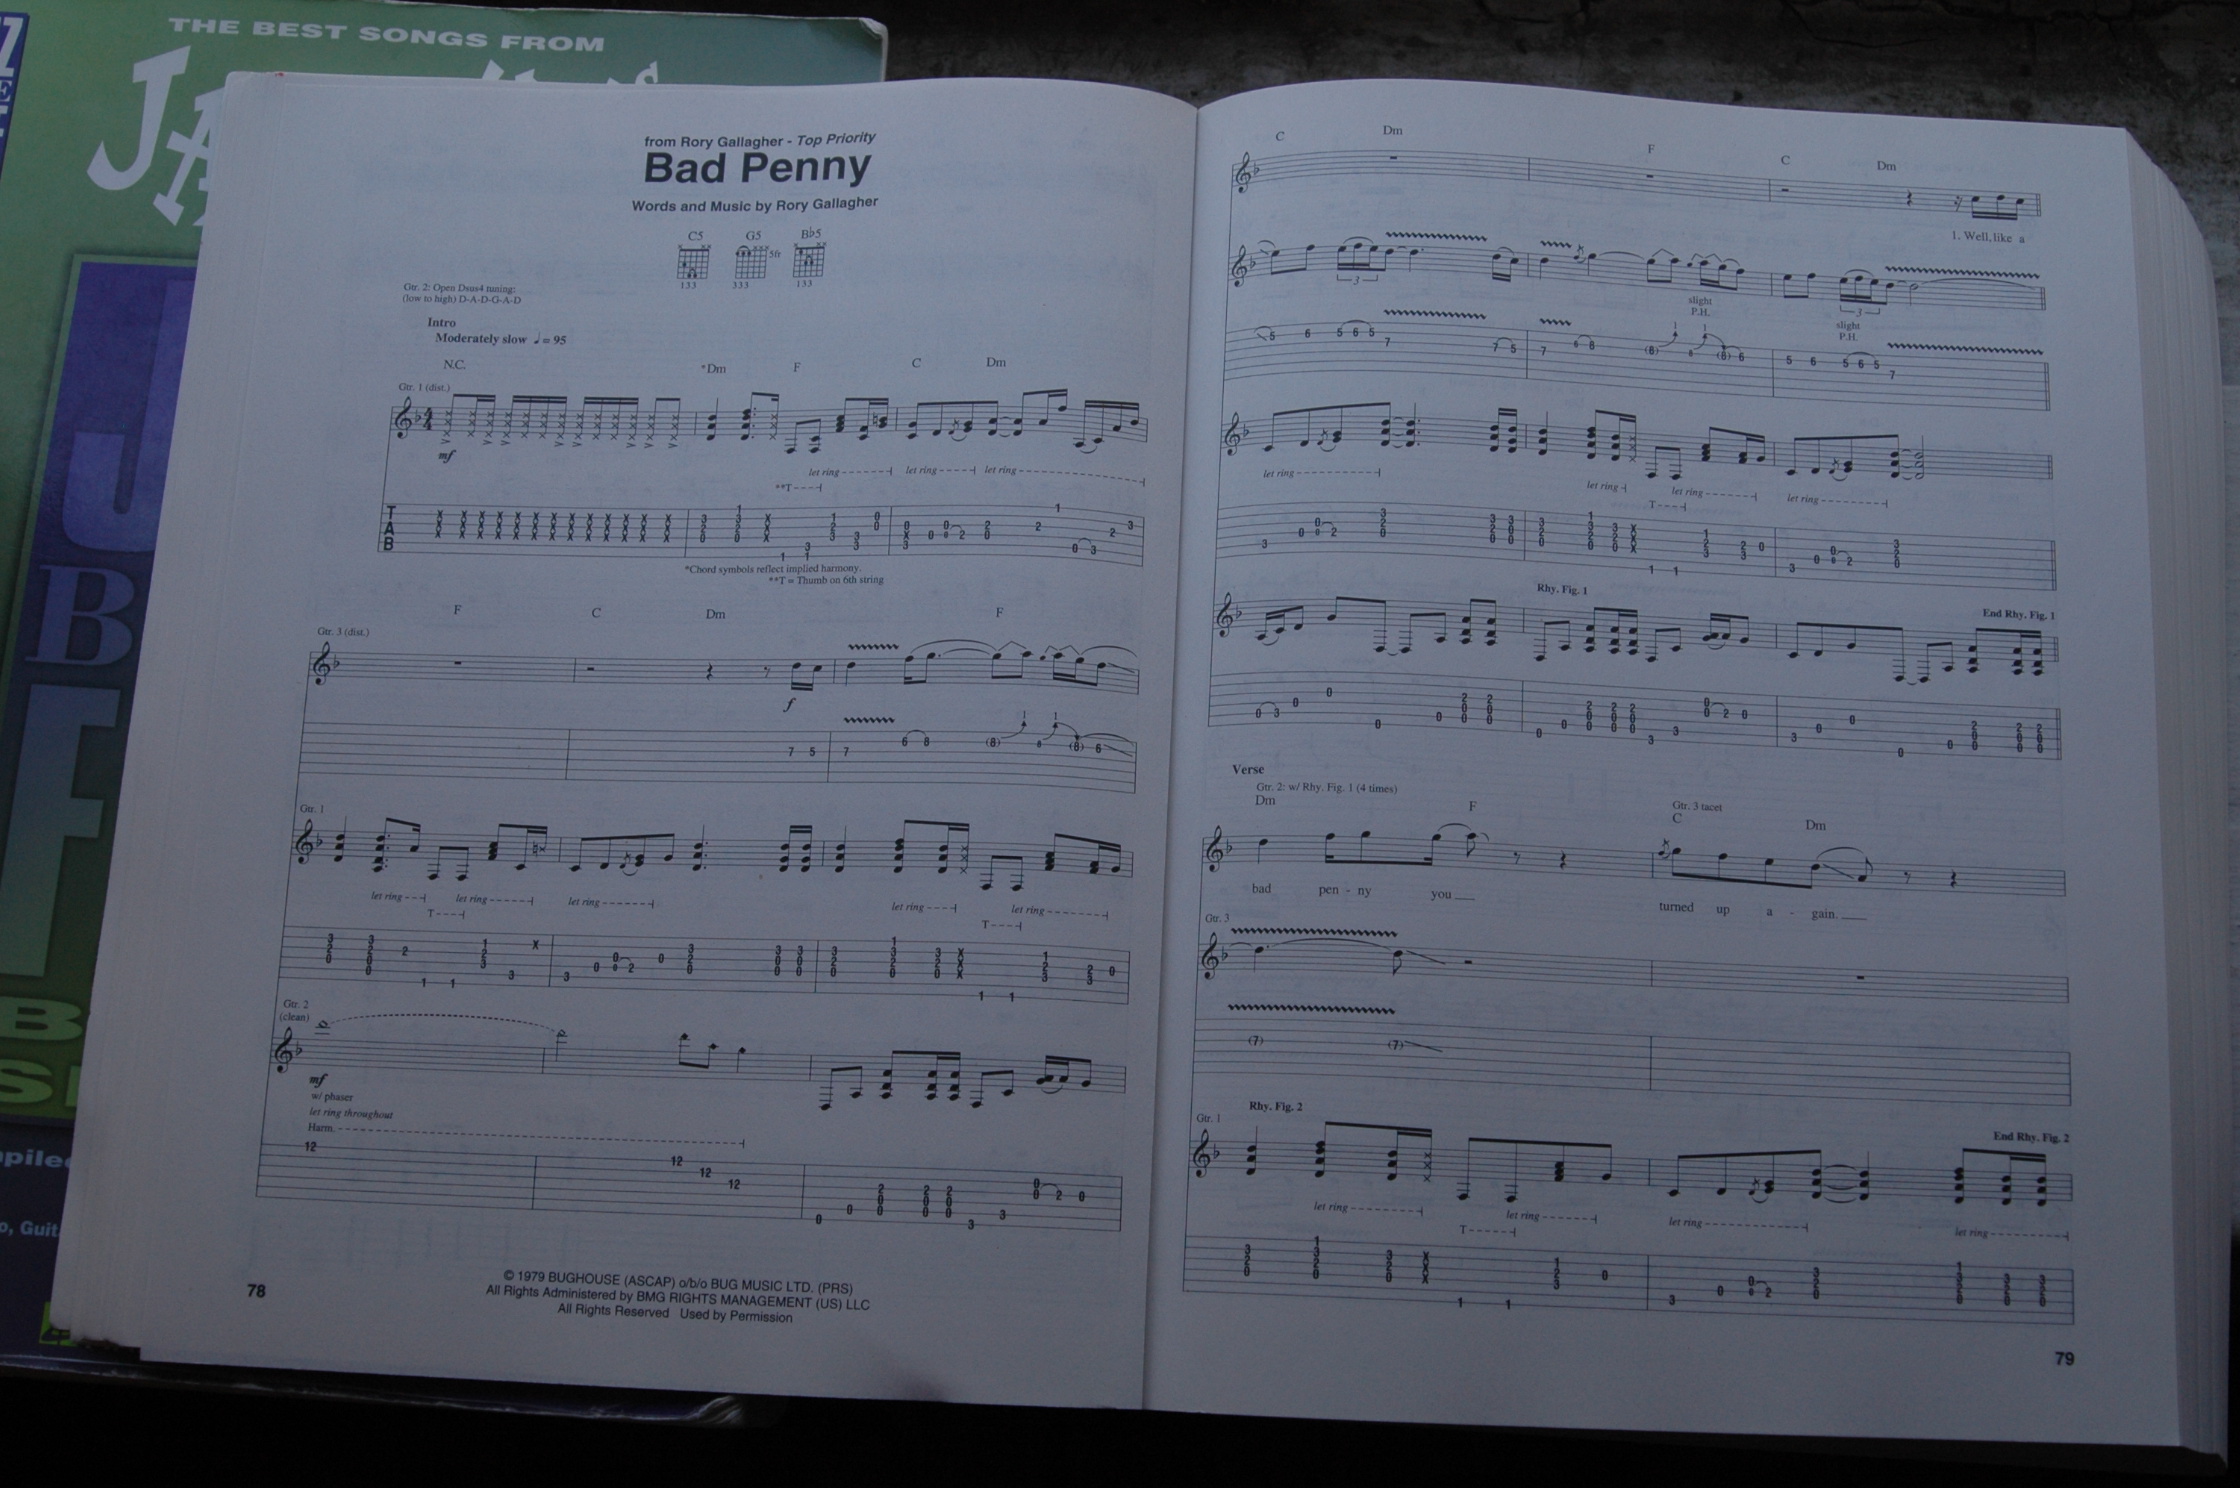 THE BEST SONGS FROM
from Rory Gallagher - Top Priority
Bad Penny
Words and Music by Rory Gallagher
C5 G5 B♭5
5fr
133 333 133
Gtr. 2: Open Dsus4 tuning:
(low to high) D-A-D-G-A-D
Intro
Moderately slow ♩ = 95
N.C. *Dm F C Dm
Gtr. 1 (dist.)
mf
let ring let ring let ring
**T
T
A
B
*Chord symbols reflect implied harmony.
**T = Thumb on 6th string
F C Dm F
Gtr. 3 (dist.)
f
Gtr. 1
let ring let ring let ring let ring let ring
T T
Gtr. 2
(clean)
mf
w/ phaser
let ring throughout
Harm.
12 12 12 12
© 1979 BUGHOUSE (ASCAP) o/b/o BUG MUSIC LTD. (PRS)
All Rights Administered by BMG RIGHTS MANAGEMENT (US) LLC
All Rights Reserved Used by Permission
78
C Dm F C Dm
1. Well, like a
slight
P.H.
slight
P.H.
let ring let ring let ring let ring
T
Rhy. Fig. 1 End Rhy. Fig. 1
Verse
Gtr. 2: w/ Rhy. Fig. 1 (4 times)
Dm F
Gtr. 3 tacet
C Dm
bad pen - ny you turned up a - gain.
Gtr. 3
Rhy. Fig. 2 End Rhy. Fig. 2
Gtr. 1
let ring let ring let ring let ring
T
79